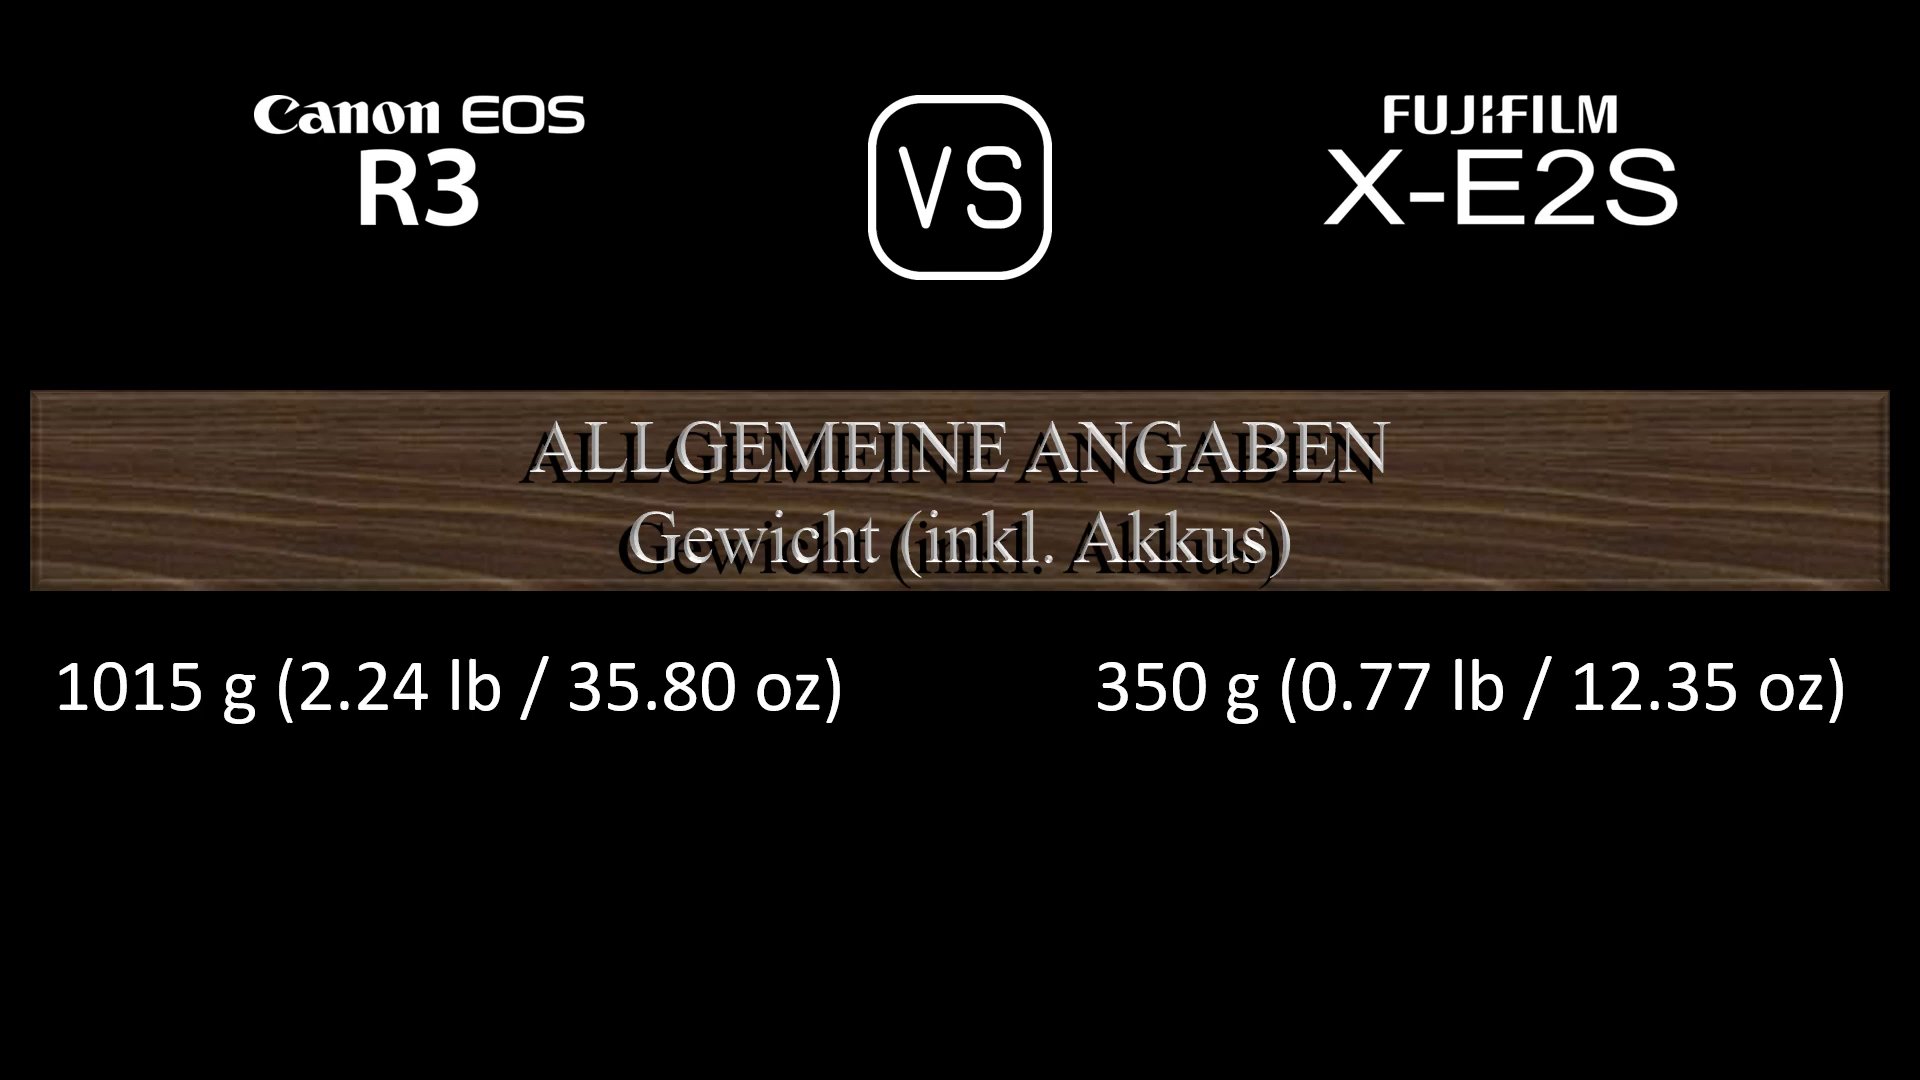 Canon EOS
R3
VS
FUJIFILM
X-E2S
ALLGEMEINE ANGABEN
Gewicht (inkl. Akkus)
1015 g (2.24 lb / 35.80 oz)
350 g (0.77 lb / 12.35 oz)